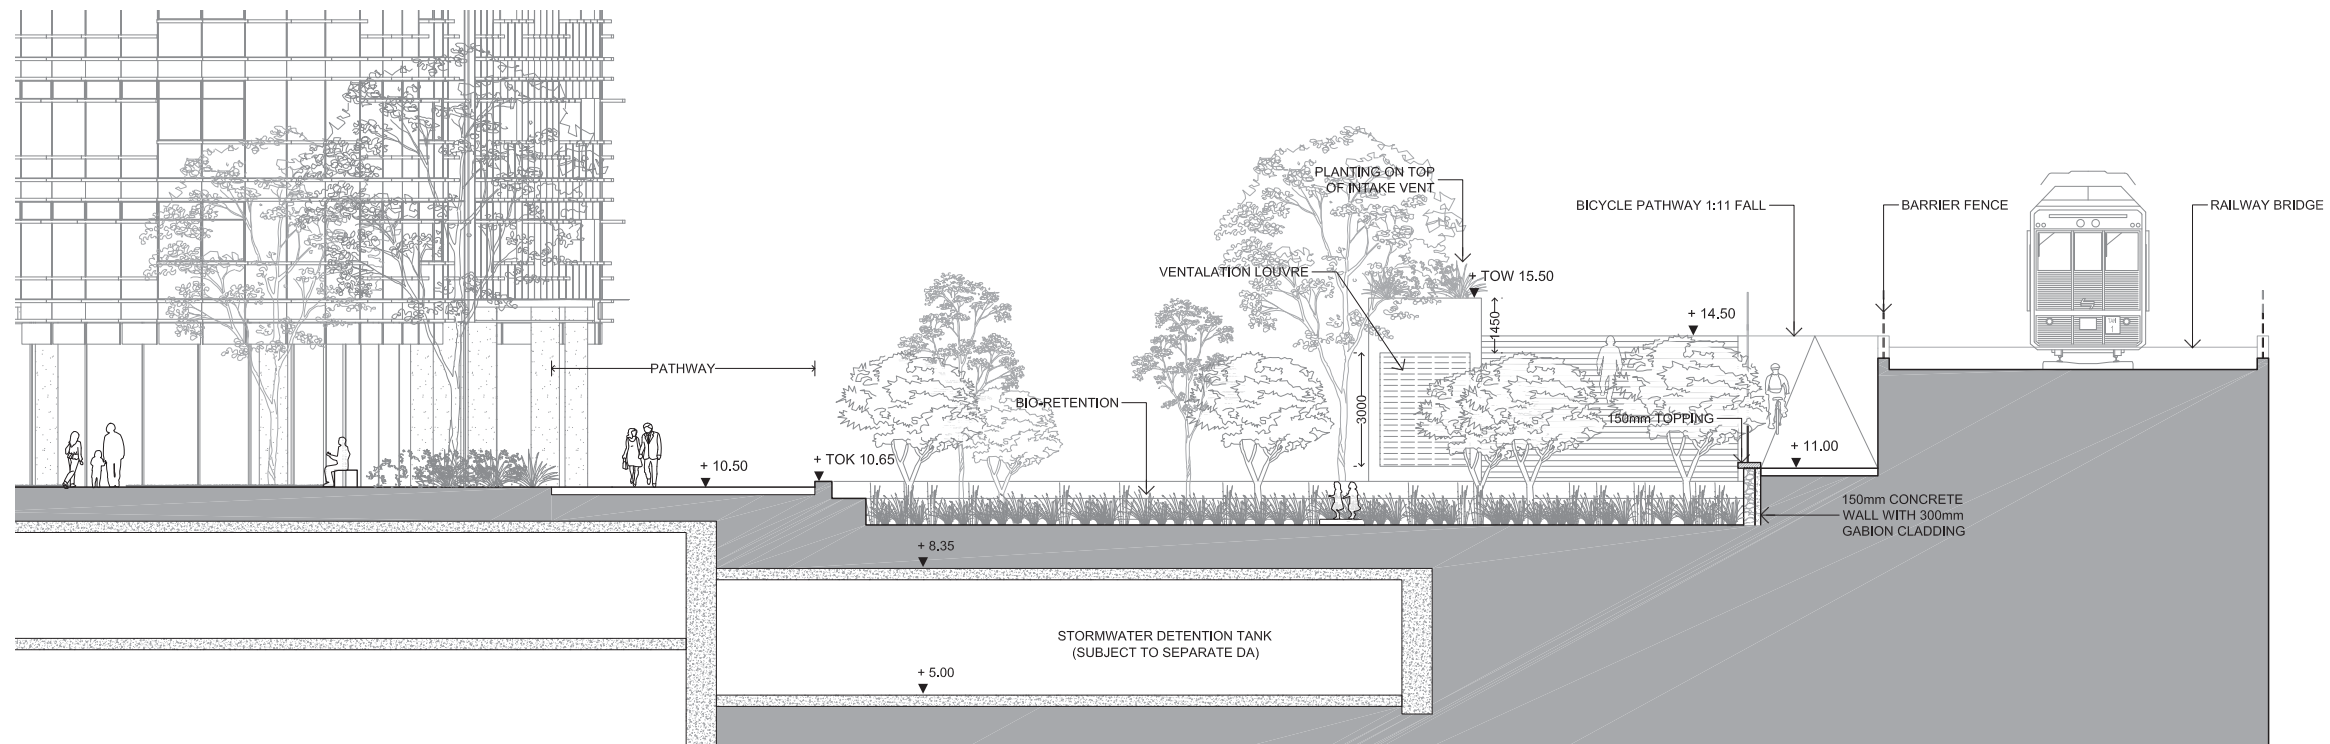 PLANTING ON TOP
OF INTAKE VENT
BICYCLE PATHWAY 1:11 FALL
BARRIER FENCE
RAILWAY BRIDGE
VENTALATION LOUVRE
+ TOW 15.50
1450
+ 14.50
PATHWAY
BIO-RETENTION
3000
150mm TOPPING
+ 11.00
+ 10.50
+ TOK 10.65
150mm CONCRETE
WALL WITH 300mm
GABION CLADDING
+ 8.35
STORMWATER DETENTION TANK
(SUBJECT TO SEPARATE DA)
+ 5.00